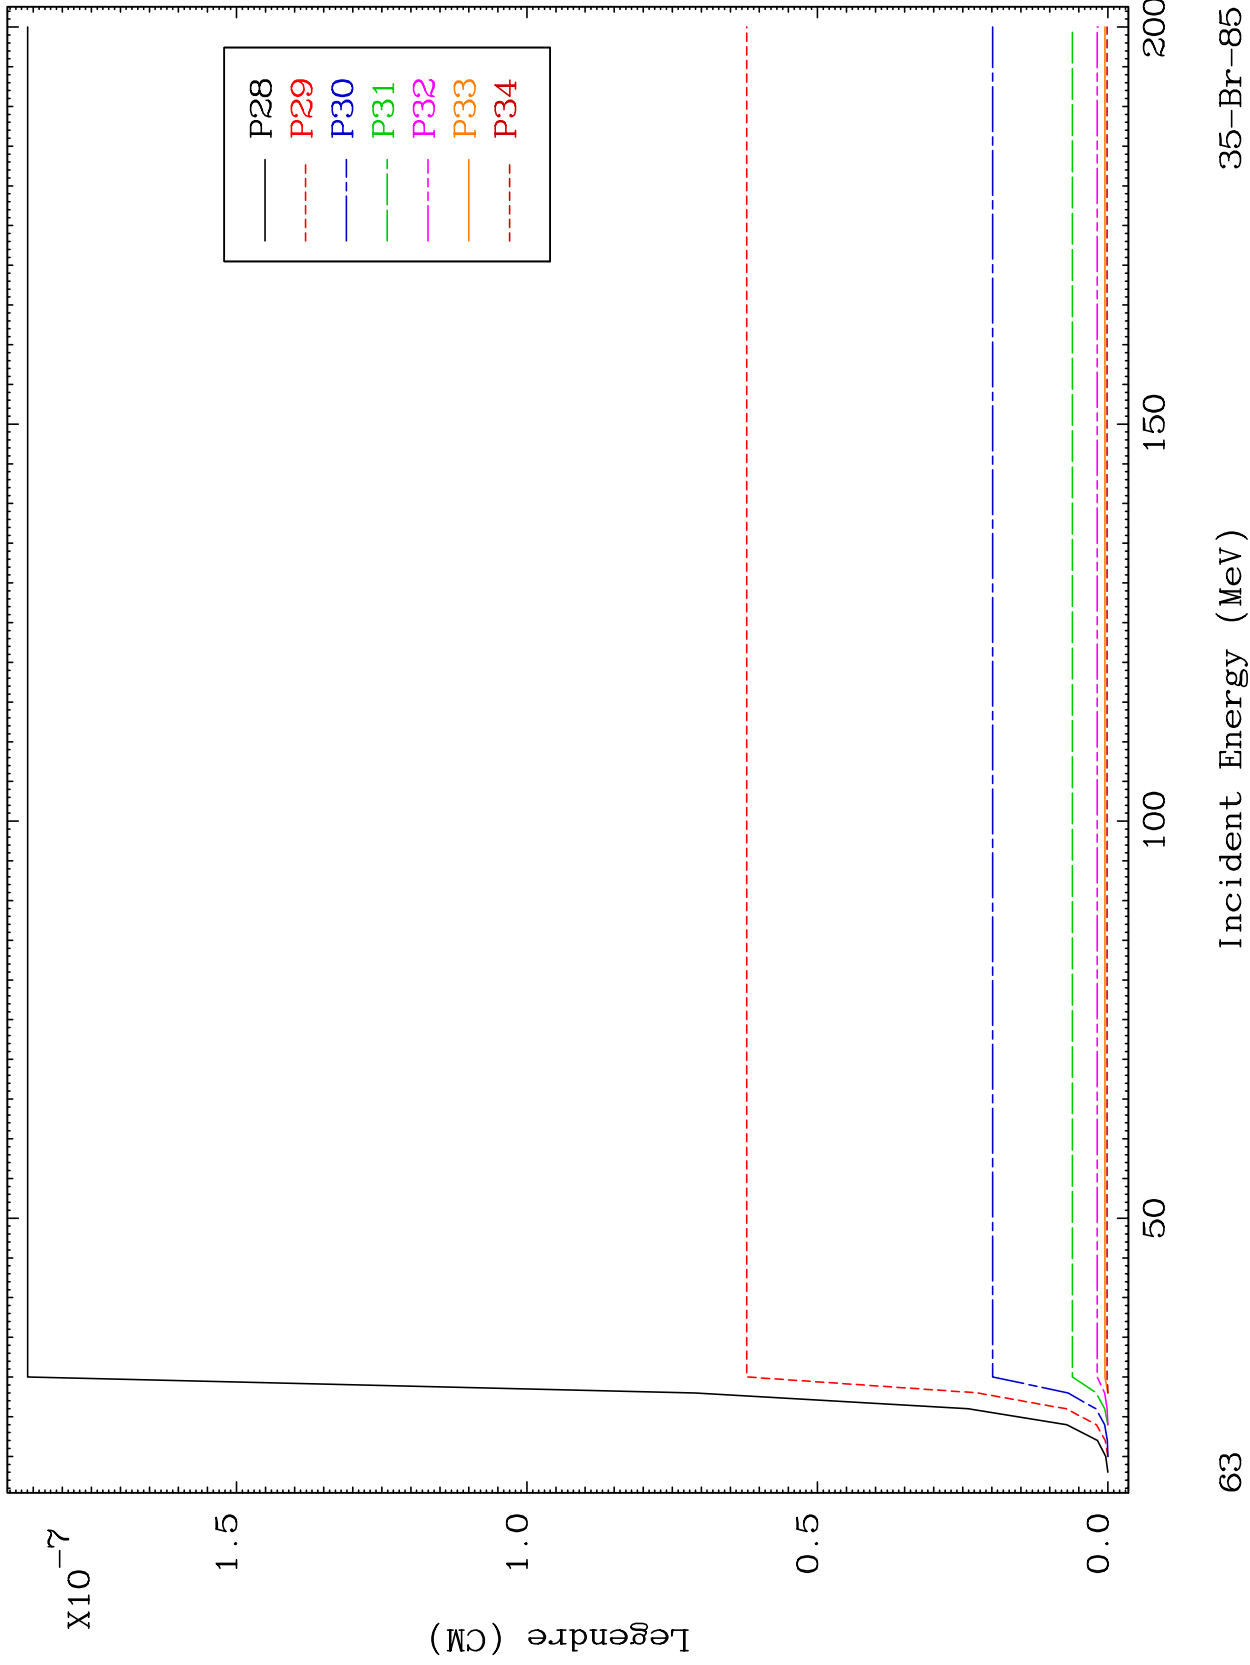 X10⁻⁷
Legendre (CM)
1.5
1.0
0.5
0.0
P28
P29
P30
P31
P32
P33
P34
50
100
150
200
63
Incident Energy (MeV)
35-Br-85